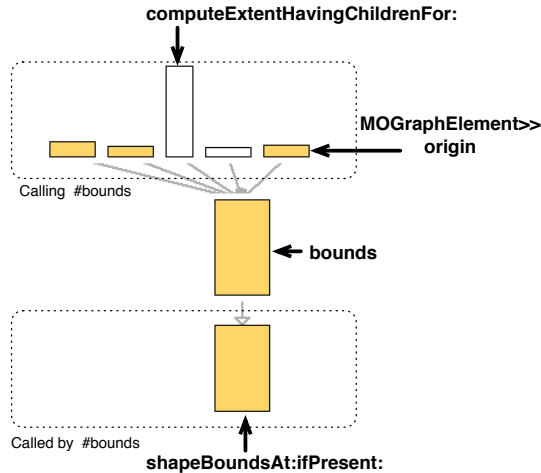 computeExtentHavingChildrenFor:
MOGraphElement>>
origin
Calling #bounds
bounds
Called by #bounds
shapeBoundsAt:ifPresent: